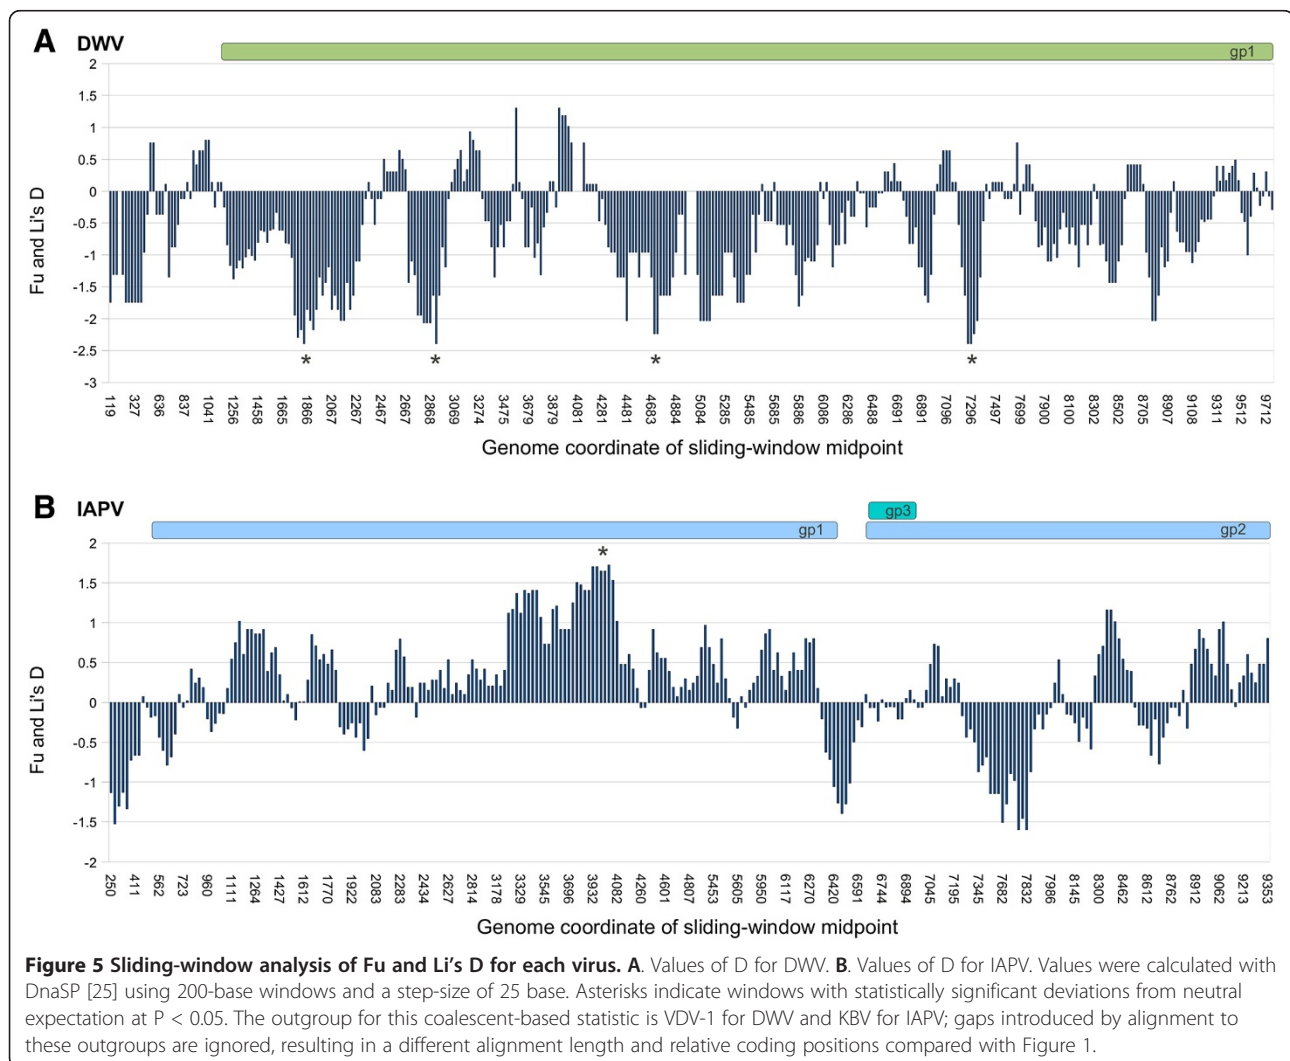 A DWV
gp1
2
1.5
1
0.5
0
-0.5
-1
-1.5
-2
-2.5
-3
Fu and Li's D
* * * *
119 327 636 837 1041 1256 1458 1665 1866 2067 2267 2467 2667 2868 3069 3274 3475 3679 3879 4081 4281 4481 4683 4884 5084 5285 5485 5685 5886 6086 6286 6488 6691 6891 7096 7296 7497 7699 7900 8100 8302 8502 8705 8907 9108 9311 9512 9712
Genome coordinate of sliding-window midpoint
B IAPV
gp3
gp1 gp2
2
1.5
1
0.5
0
-0.5
-1
-1.5
-2
Fu and Li's D
*
250 411 562 723 960 1111 1264 1427 1612 1770 1922 2083 2283 2434 2627 2814 3178 3329 3545 3696 3932 4082 4260 4601 4807 5453 5605 5950 6117 6270 6420 6591 6744 6894 7045 7195 7345 7682 7832 7986 8145 8300 8462 8612 8762 8912 9062 9213 9353
Genome coordinate of sliding-window midpoint
Figure 5 Sliding-window analysis of Fu and Li's D for each virus. A. Values of D for DWV. B. Values of D for IAPV. Values were calculated with
DnaSP [25] using 200-base windows and a step-size of 25 base. Asterisks indicate windows with statistically significant deviations from neutral
expectation at P < 0.05. The outgroup for this coalescent-based statistic is VDV-1 for DWV and KBV for IAPV; gaps introduced by alignment to
these outgroups are ignored, resulting in a different alignment length and relative coding positions compared with Figure 1.